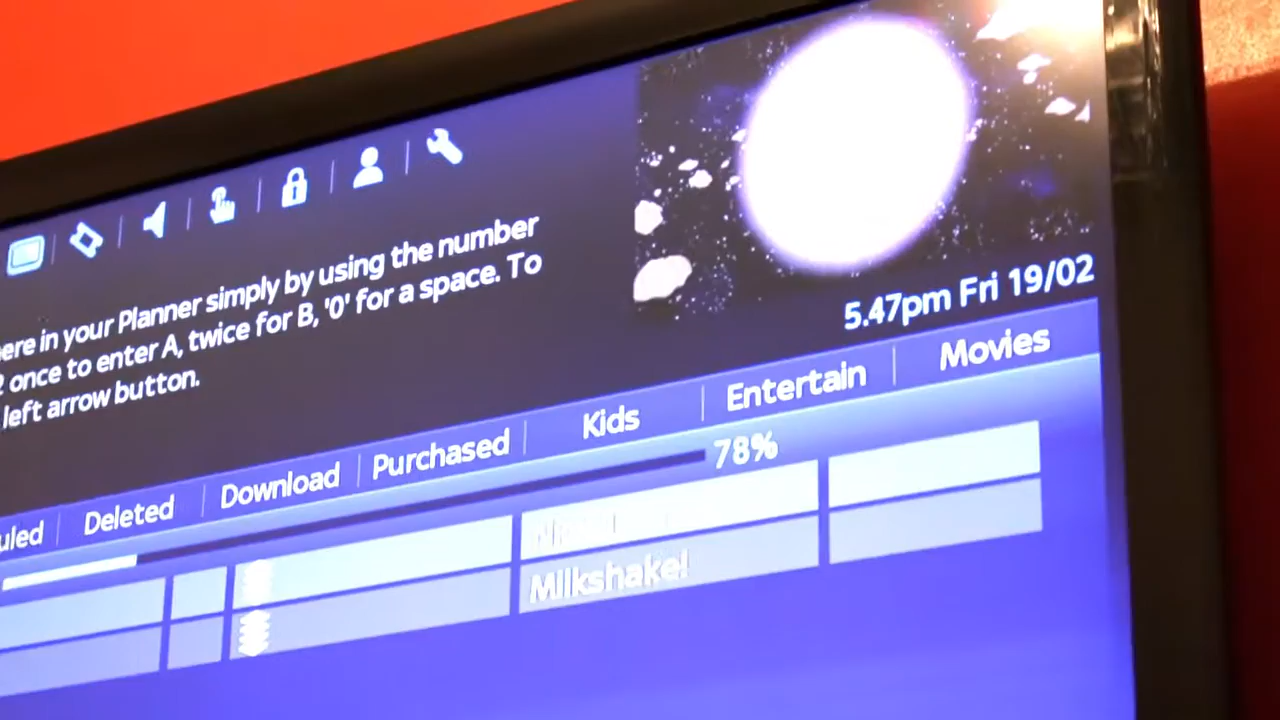 ere in your Planner simply by using the number
2 once to enter A, twice for B, '0' for a space. To
left arrow button.
5.47pm Fri 19/02
uled Deleted Download Purchased Kids Entertain Movies
78%
Milkshake!